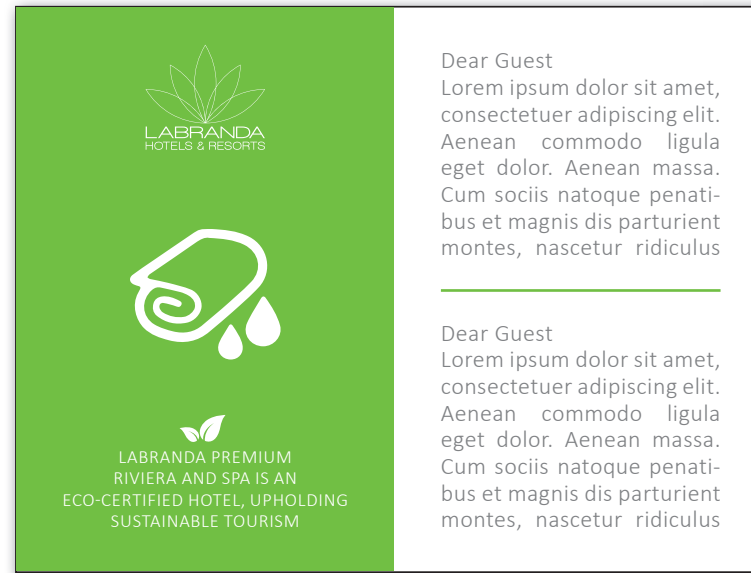 LABRANDA
HOTELS & RESORTS
LABRANDA PREMIUM
RIVIERA AND SPA IS AN
ECO-CERTIFIED HOTEL, UPHOLDING
SUSTAINABLE TOURISM
Dear Guest
Lorem ipsum dolor sit amet,
consectetuer adipiscing elit.
Aenean commodo ligula
eget dolor. Aenean massa.
Cum sociis natoque penati-
bus et magnis dis parturient
montes, nascetur ridiculus
Dear Guest
Lorem ipsum dolor sit amet,
consectetuer adipiscing elit.
Aenean commodo ligula
eget dolor. Aenean massa.
Cum sociis natoque penati-
bus et magnis dis parturient
montes, nascetur ridiculus